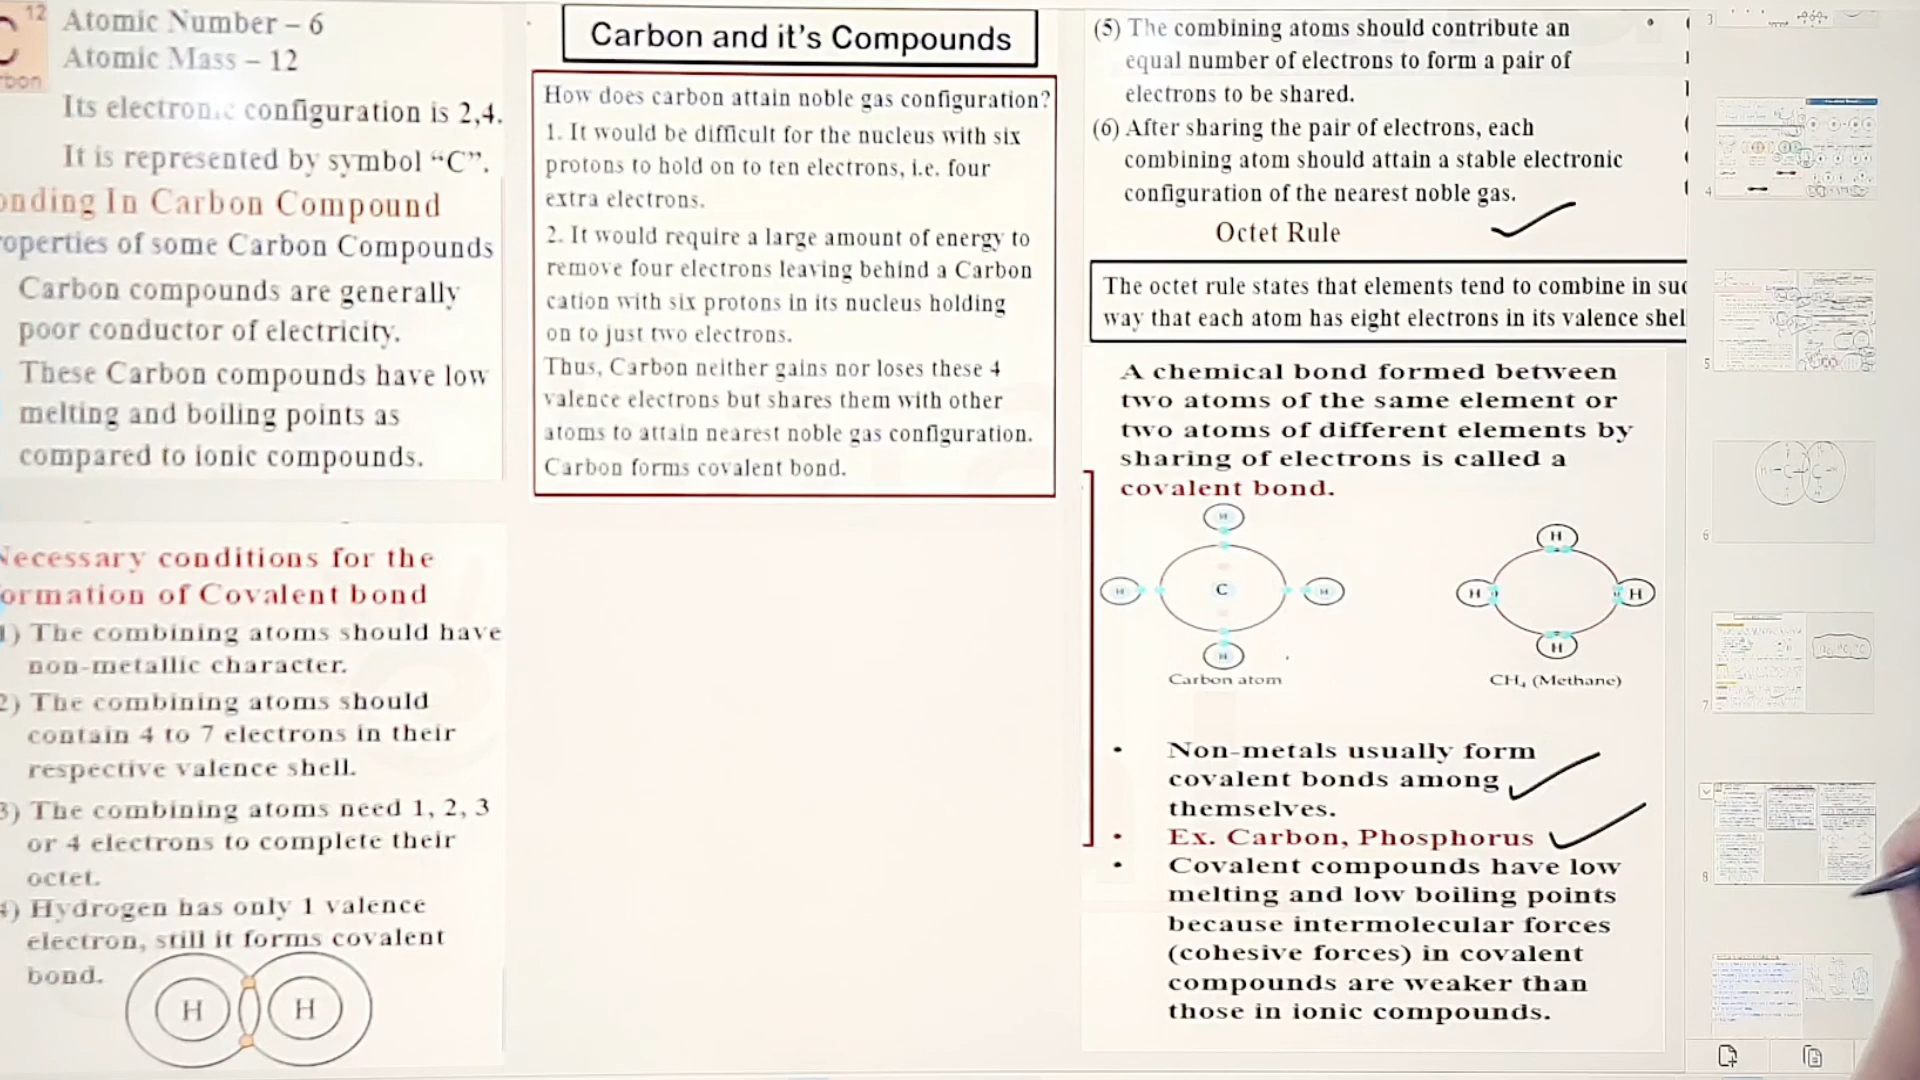 12
Atomic Number – 6
Atomic Mass – 12
Its electronic configuration is 2,4.
It is represented by symbol “C”.
onding In Carbon Compound
operties of some Carbon Compounds
Carbon compounds are generally
poor conductor of electricity.
These Carbon compounds have low
melting and boiling points as
compared to ionic compounds.
Necessary conditions for the
ormation of Covalent bond
1) The combining atoms should have
non-metallic character.
2) The combining atoms should
contain 4 to 7 electrons in their
respective valence shell.
3) The combining atoms need 1, 2, 3
or 4 electrons to complete their
octet.
4) Hydrogen has only 1 valence
electron, still it forms covalent
bond.
H H
Carbon and it's Compounds
How does carbon attain noble gas configuration?
1. It would be difficult for the nucleus with six
protons to hold on to ten electrons, i.e. four
extra electrons.
2. It would require a large amount of energy to
remove four electrons leaving behind a Carbon
cation with six protons in its nucleus holding
on to just two electrons.
Thus, Carbon neither gains nor loses these 4
valence electrons but shares them with other
atoms to attain nearest noble gas configuration.
Carbon forms covalent bond.
(5) The combining atoms should contribute an
equal number of electrons to form a pair of
electrons to be shared.
(6) After sharing the pair of electrons, each
combining atom should attain a stable electronic
configuration of the nearest noble gas.
Octet Rule
The octet rule states that elements tend to combine in suc
way that each atom has eight electrons in its valence shel
A chemical bond formed between
two atoms of the same element or
two atoms of different elements by
sharing of electrons is called a
covalent bond.
H
H C H
H
Carbon atom
H
H H
H
CH₄ (Methane)
• Non-metals usually form
covalent bonds among
themselves.
• Ex. Carbon, Phosphorus
• Covalent compounds have low
melting and low boiling points
because intermolecular forces
(cohesive forces) in covalent
compounds are weaker than
those in ionic compounds.
3
4
5
6
7
8